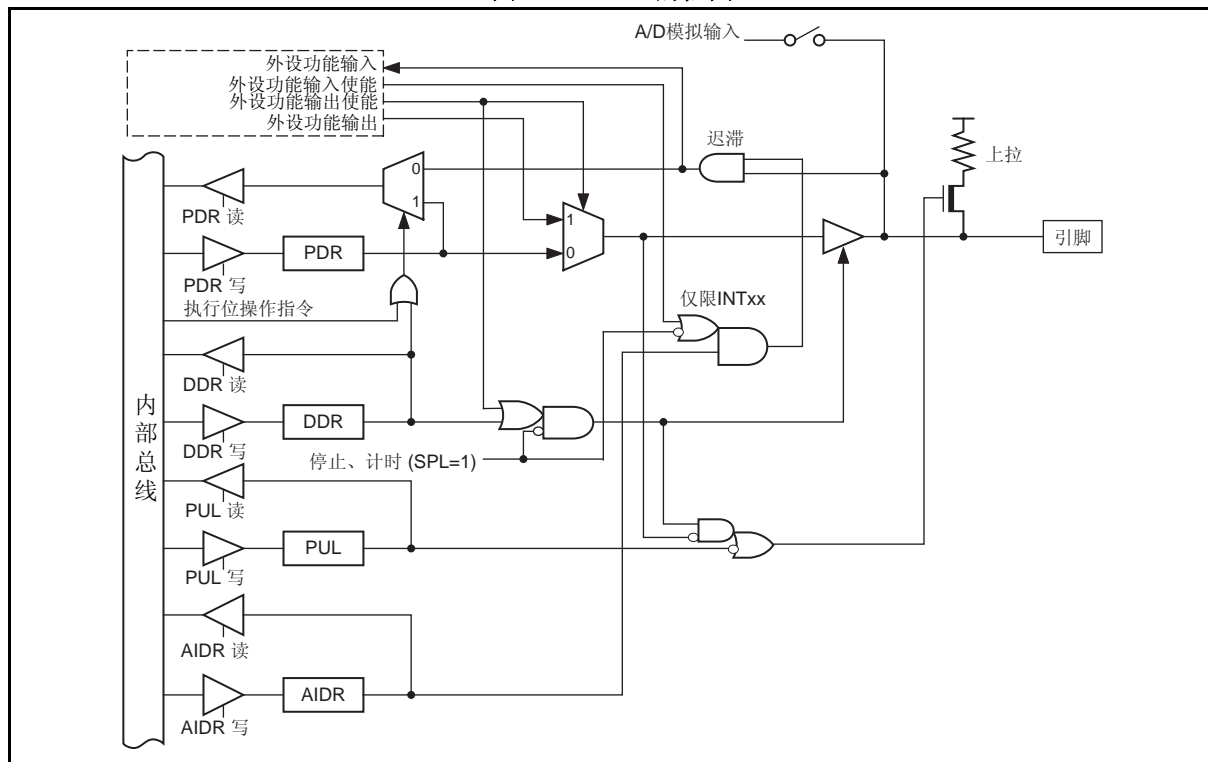 A/D模拟输入
外设功能输入
外设功能输入使能
外设功能输出使能
外设功能输出
迟滞
上拉
0
1
PDR 读
1
0
PDR
引脚
PDR 写
执行位操作指令
仅限INTxx
DDR 读
DDR
DDR 写
内部总线
停止、计时 (SPL=1)
PUL 读
PUL
PUL 写
AIDR 读
AIDR
AIDR 写